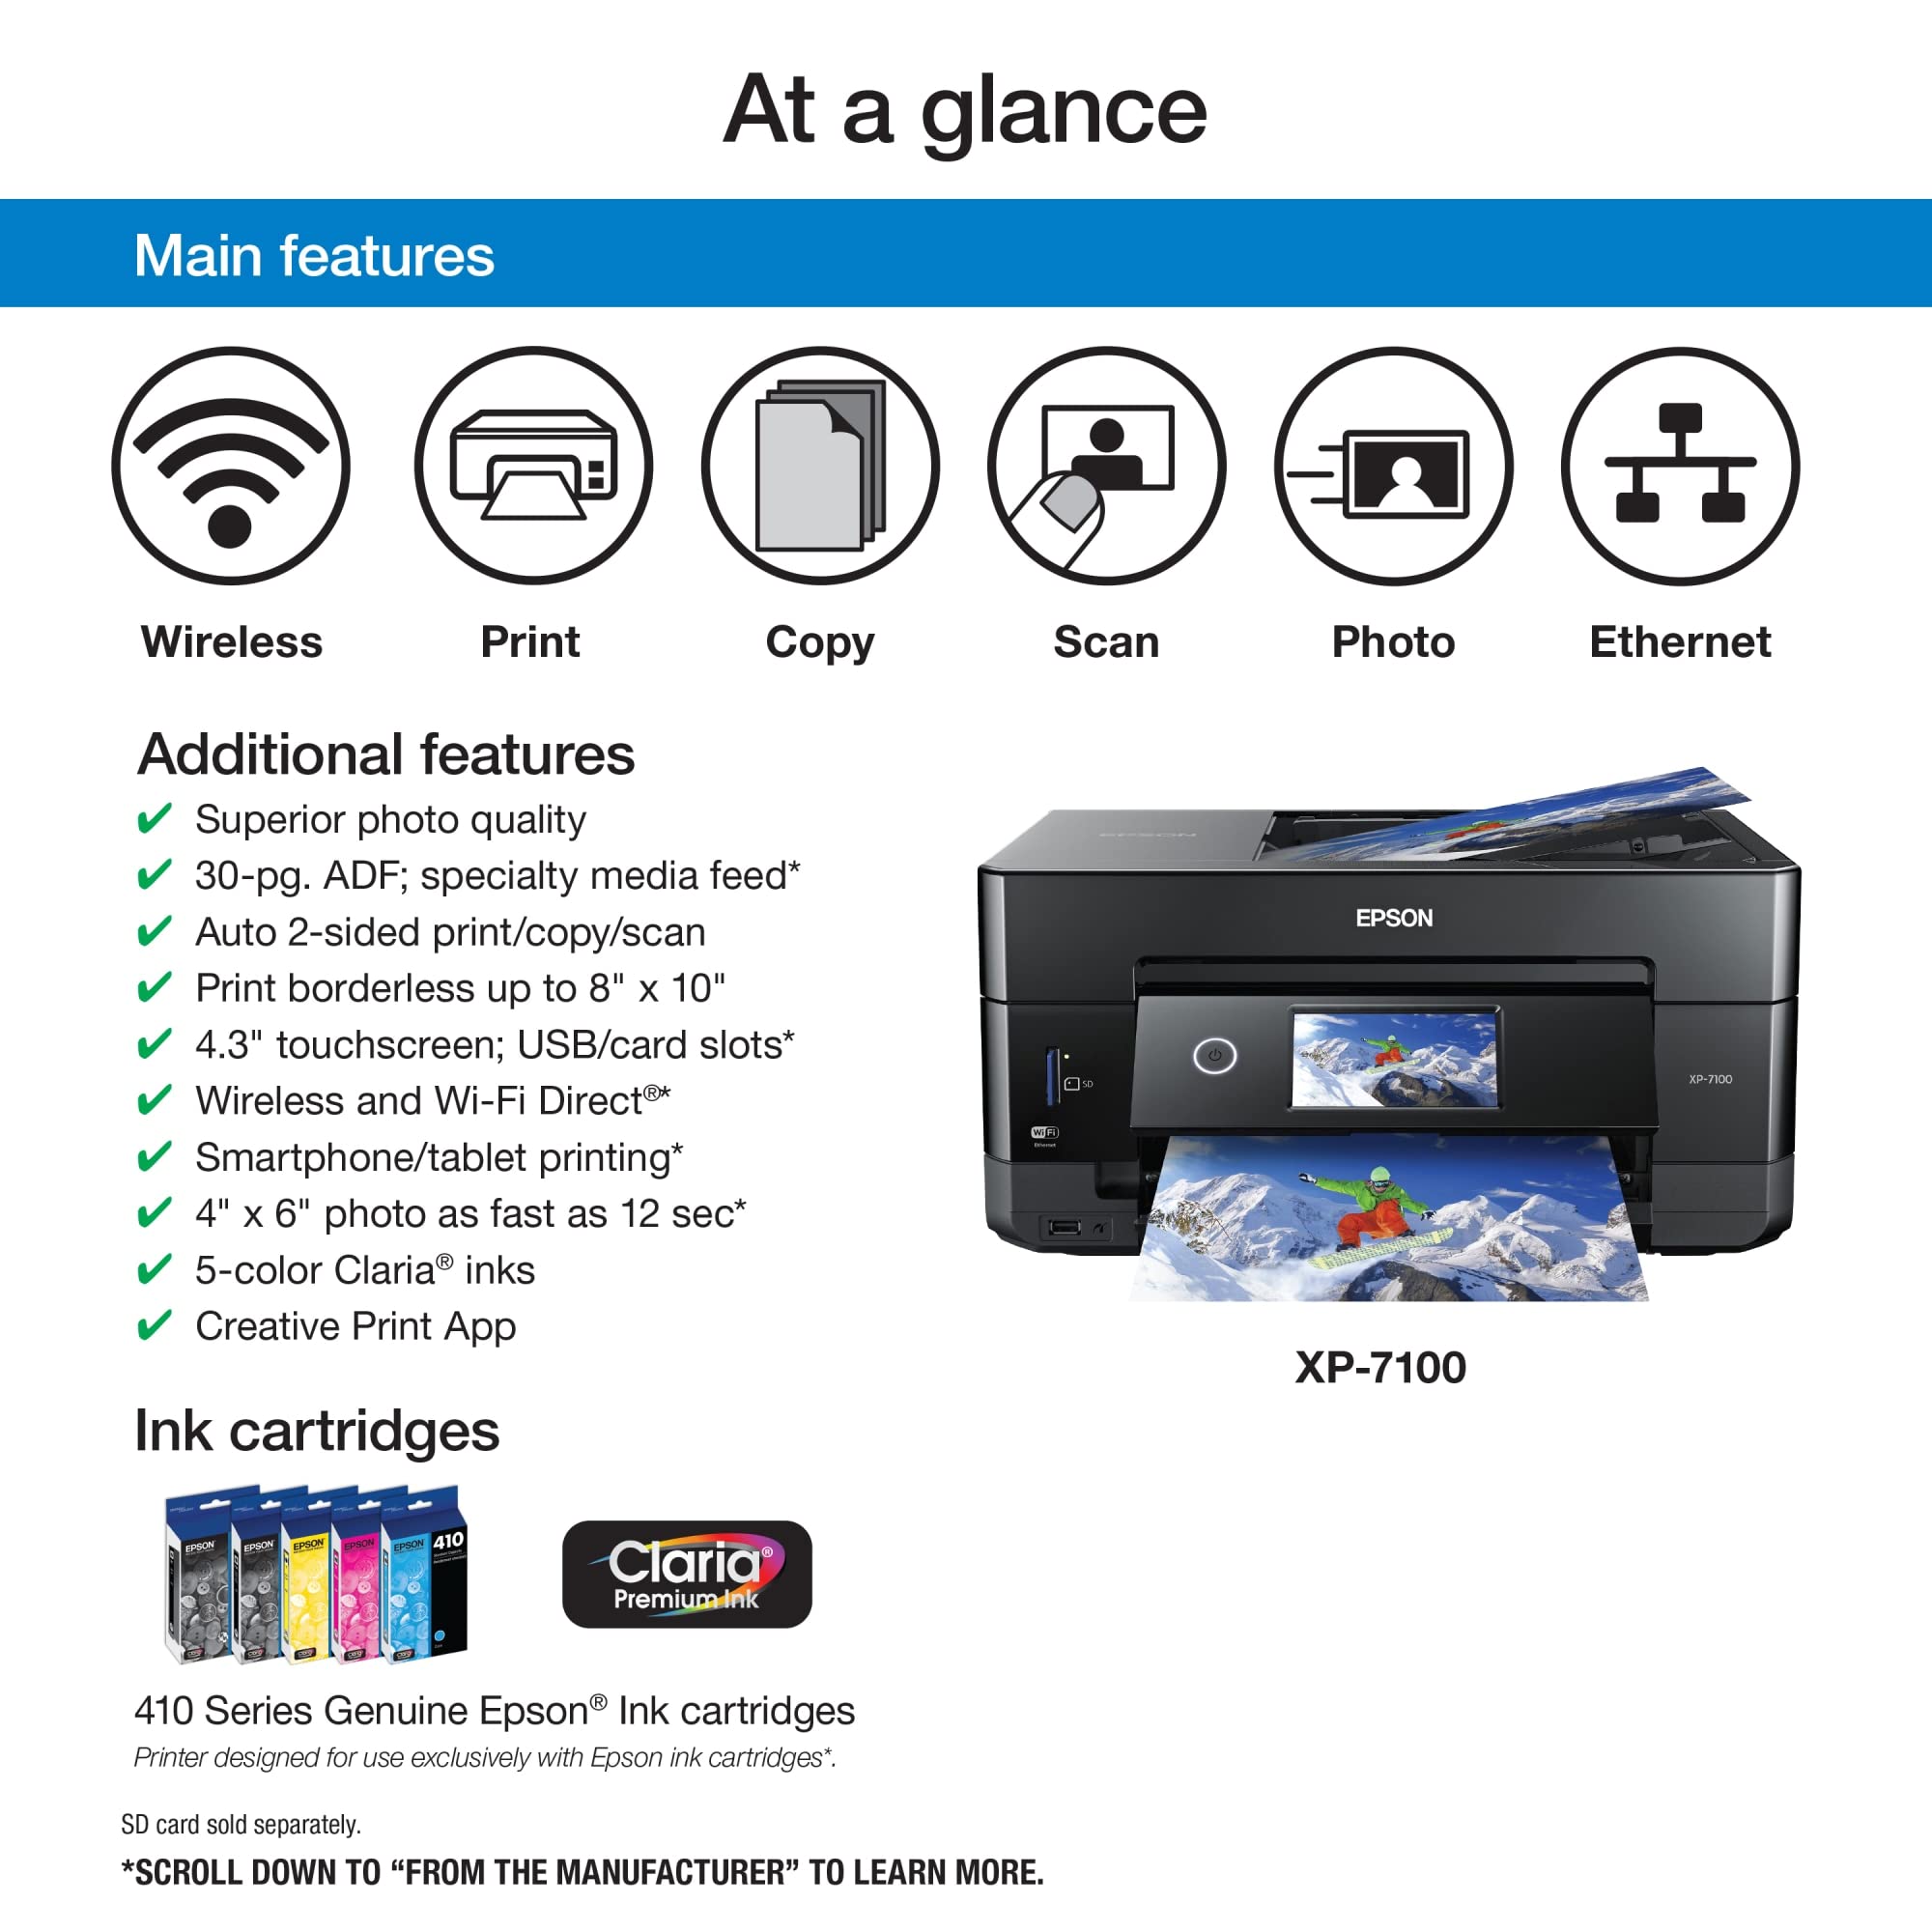 At a glance
Main features
Wireless
Print
Copy
Scan
Photo
Ethernet
Additional features
✔ Superior photo quality
✔ 30-pg. ADF; specialty media feed*
✔ Auto 2-sided print/copy/scan
✔ Print borderless up to 8" x 10"
✔ 4.3" touchscreen; USB/card slots*
✔ Wireless and Wi-Fi Direct®*
✔ Smartphone/tablet printing*
✔ 4" x 6" photo as fast as 12 sec*
✔ 5-color Claria® inks
✔ Creative Print App
EPSON
EPSON
SD
XP-7100
WiFi
Ethernet
XP-7100
Ink cartridges
EPSON
EPSON
EPSON
EPSON
EPSON
410
Claria®
Premium Ink
410 Series Genuine Epson® Ink cartridges
Printer designed for use exclusively with Epson ink cartridges*.
SD card sold separately.
*SCROLL DOWN TO “FROM THE MANUFACTURER” TO LEARN MORE.